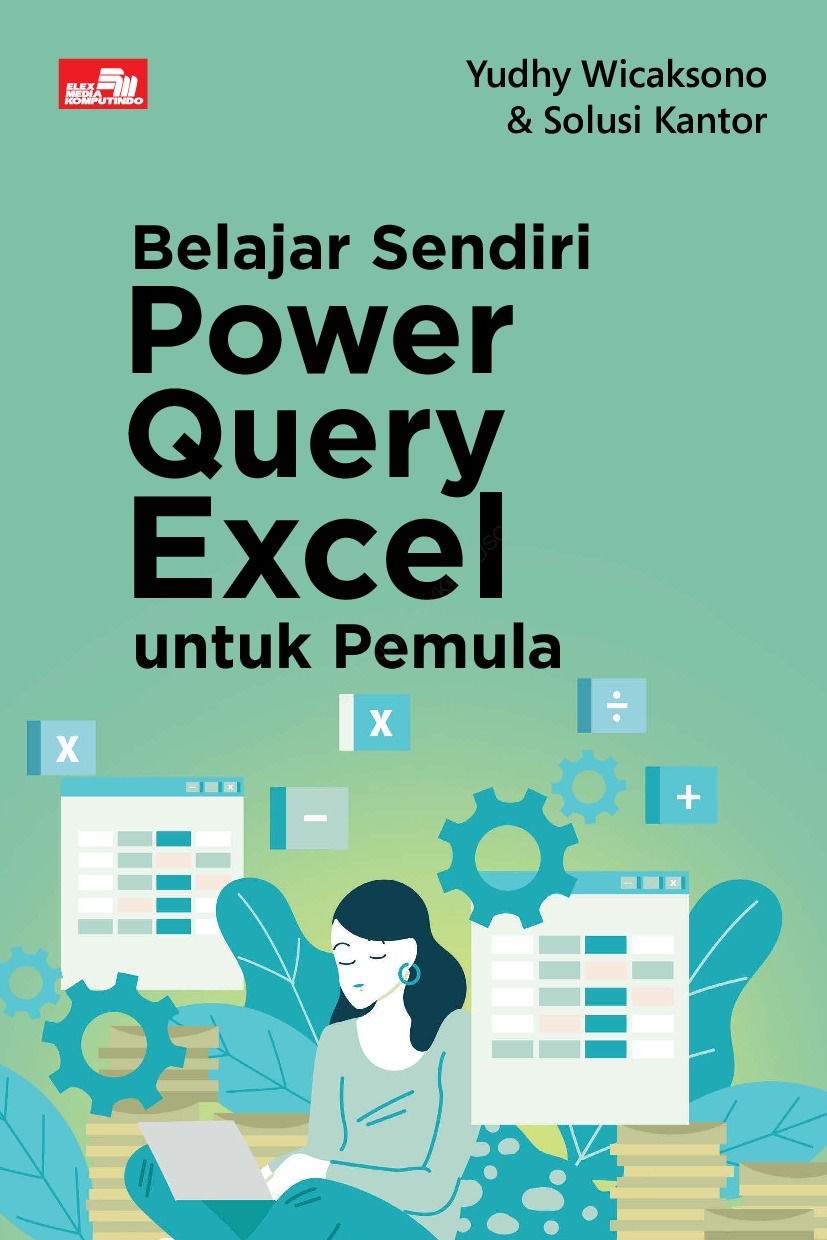 ELEX
MEDIA
KOMPUTINDO
Yudhy Wicaksono
& Solusi Kantor
Belajar Sendiri
Power
Query
Excel
untuk Pemula
x
x
÷
−
+